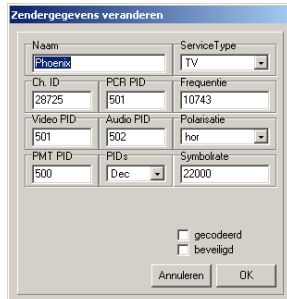 Zendergegevens veranderen
Naam ServiceType
Phoenix TV
Ch. ID PCR PID Frequentie
28725 501 10743
Video PID Audio PID Polarisatie
501 502 hor
PMT PID PIDs Symbolrate
500 Dec 22000
gecodeerd
beveiligd
Annuleren OK